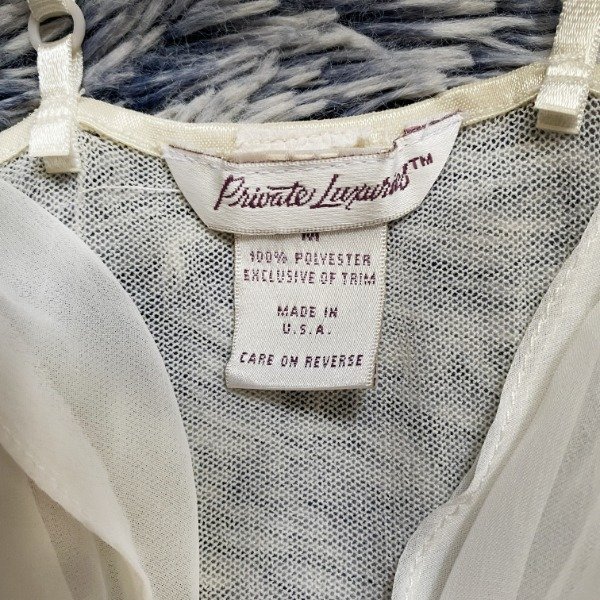 Private Luxuries™
M
100% POLYESTER
EXCLUSIVE OF TRIM
MADE IN
U.S.A.
CARE ON REVERSE